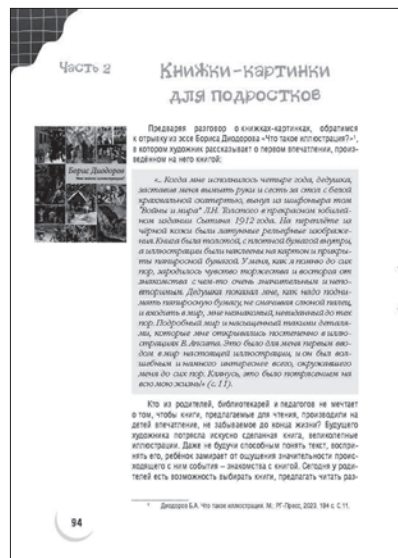 Часть 2
Книжки-картинки
для подростков
Борис Диодоров
Предваряя разговор о книжках-картинках, обратимся
к отрывку из эссе Бориса Диодорова «Что такое иллюстрация?»¹,
в котором художник рассказывает о первом впечатлении, произ-
ведённом на него книгой:
«... Когда мне исполнилось четыре года, дедушка,
заставив меня вымыть руки и сесть за стол с белой
крахмальной скатертью, вынул из шифоньера том
"Войны и мира" Л.Н. Толстого в прекрасном юбилей-
ном издании Сытина 1912 года. На переплёте из
чёрной кожи были латунные рельефные изображе-
ния. Книга была толстой, с плотной бумагой внутри,
а иллюстрации были наклеены на картон и прикры-
ты папиросной бумагой. У меня, как я помню до сих
пор, зародилось чувство торжества и восторга от
знакомства с чем-то очень значительным и непо-
вторимым. Дедушка показал мне, как надо подни-
мать папиросную бумагу, не смачивая слюной палец,
и входить в мир, мне незнакомый, невиданный до тех
пор. Подробный мир и насыщенный такими деталя-
ми, которые мне открывались постепенно в иллю-
страциях В. Апсита. Это было для меня первым вво-
дом в мир настоящей иллюстрации, и он был вол-
шебным и намного интереснее всего, окружавшего
меня до сих пор. Клянусь, это было потрясением на
всю мою жизнь!» (с. 11).
Кто из родителей, библиотекарей и педагогов не мечтает
о том, чтобы книги, предлагаемые для чтения, производили на
детей впечатление, не забываемое до конца жизни? Будущего
художника потрясла искусно сделанная книга, великолепные
иллюстрации. Даже не будучи способным понять текст, воспри-
нять его, ребёнок замирает от ощущения значительности проис-
ходящего с ним события – знакомства с книгой. Сегодня у роди-
телей есть возможность выбирать книги, предлагать читать раз-
¹ Диодоров Б.А. Что такое иллюстрация. М.: РГ-Пресс, 2023. 184 с. С.11.
94